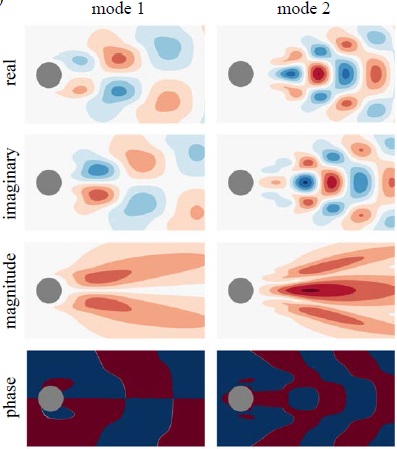 )
mode 1 mode 2
real
imaginary
magnitude
phase